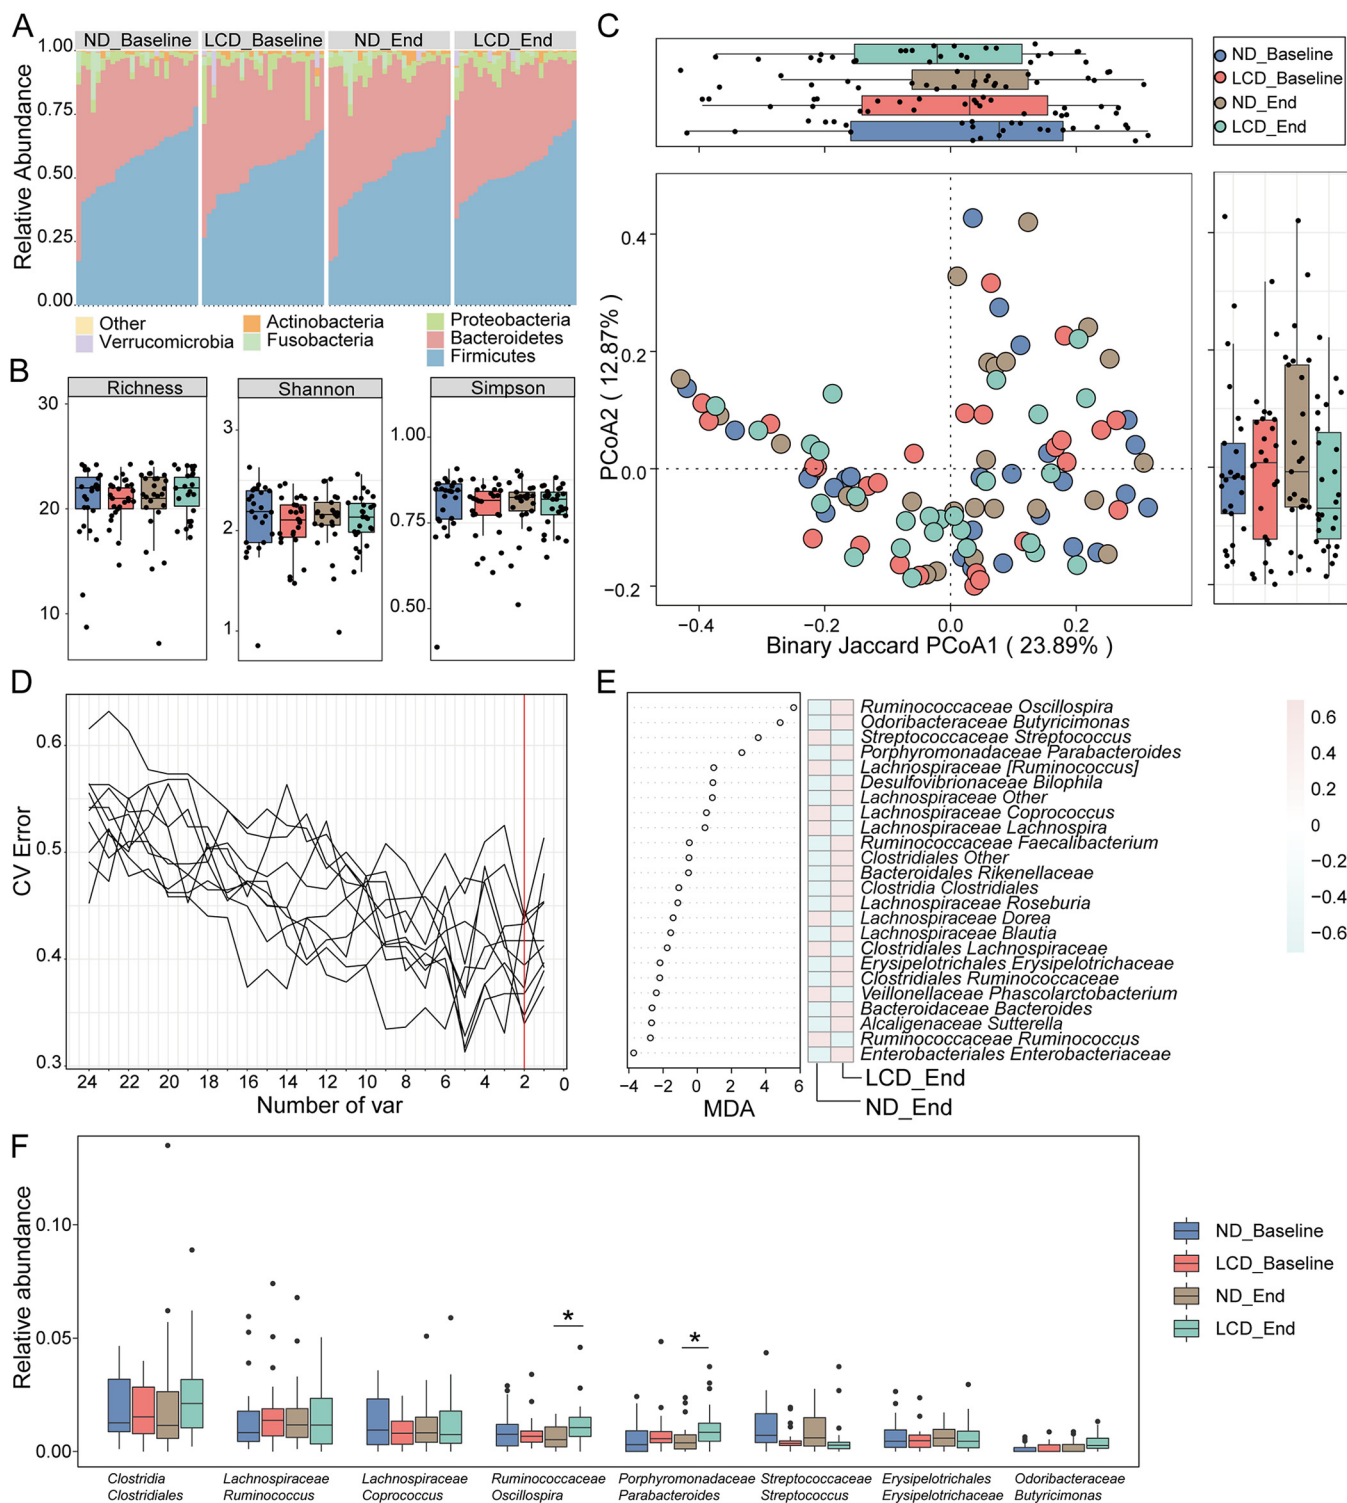 A
ND_Baseline
LCD_Baseline
ND_End
LCD_End
Relative Abundance
1.00
0.75
0.50
0.25
0.00
Other
Verrucomicrobia
Actinobacteria
Fusobacteria
Proteobacteria
Bacteroidetes
Firmicutes
B
Richness
30
20
10
Shannon
3
2
1
Simpson
1.00
0.75
0.50
C
ND_Baseline
LCD_Baseline
ND_End
LCD_End
PCoA2 ( 12.87% )
0.4
0.2
0.0
−0.2
−0.4 −0.2 0.0 0.2
Binary Jaccard PCoA1 ( 23.89% )
D
CV Error
0.6
0.5
0.4
0.3
24 22 20 18 16 14 12 10 8 6 4 2 0
Number of var
E
Ruminococcaceae Oscillospira
Odoribacteraceae Butyricimonas
Streptococcaceae Streptococcus
Porphyromonadaceae Parabacteroides
Lachnospiraceae [Ruminococcus]
Desulfovibrionaceae Bilophila
Lachnospiraceae Other
Lachnospiraceae Coprococcus
Lachnospiraceae Lachnospira
Ruminococcaceae Faecalibacterium
Clostridiales Other
Bacteroidales Rikenellaceae
Clostridia Clostridiales
Lachnospiraceae Roseburia
Lachnospiraceae Dorea
Lachnospiraceae Blautia
Clostridiales Lachnospiraceae
Erysipelotrichales Erysipelotrichaceae
Clostridiales Ruminococcaceae
Veillonellaceae Phascolarctobacterium
Bacteroidaceae Bacteroides
Alcaligenaceae Sutterella
Ruminococcaceae Ruminococcus
Enterobacteriales Enterobacteriaceae
−4 −2 0 2 4 6
MDA
LCD_End
ND_End
0.6
0.4
0.2
0
−0.2
−0.4
−0.6
F
Relative abundance
0.10
0.05
0.00
*
*
Clostridia
Clostridiales
Lachnospiraceae
Ruminococcus
Lachnospiraceae
Coprococcus
Ruminococcaceae
Oscillospira
Porphyromonadaceae
Parabacteroides
Streptococcaceae
Streptococcus
Erysipelotrichales
Erysipelotrichaceae
Odoribacteraceae
Butyricimonas
ND_Baseline
LCD_Baseline
ND_End
LCD_End